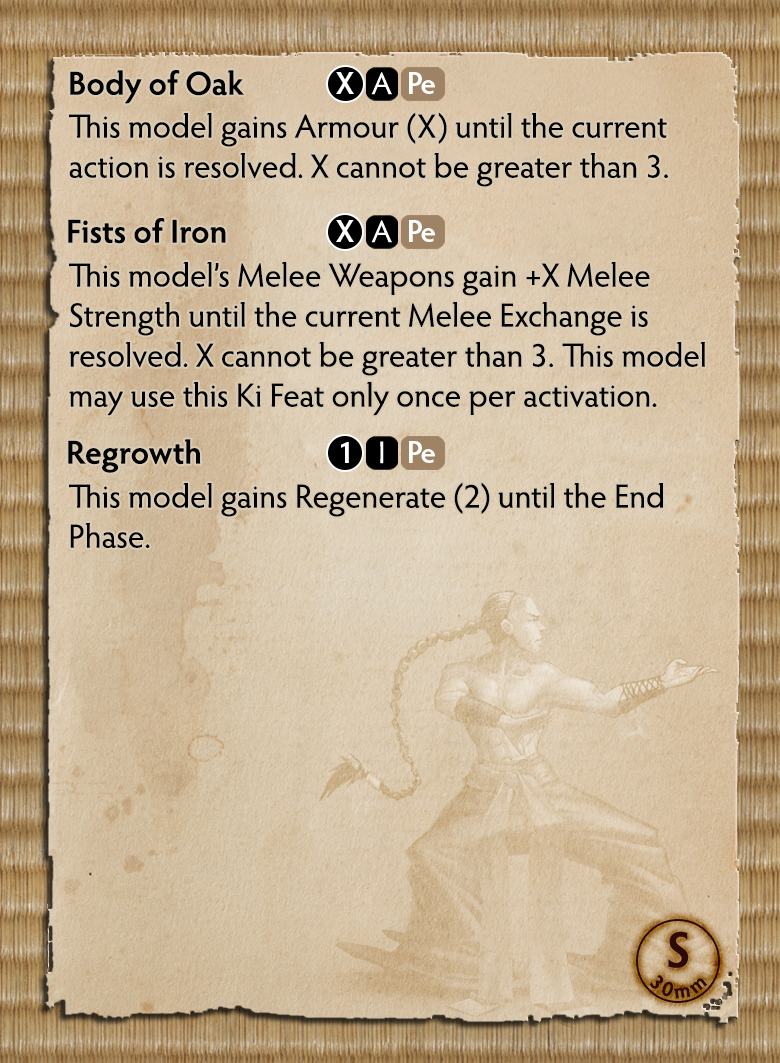 Body of Oak X A Pe
This model gains Armour (X) until the current
action is resolved. X cannot be greater than 3.
Fists of Iron X A Pe
This model's Melee Weapons gain +X Melee
Strength until the current Melee Exchange is
resolved. X cannot be greater than 3. This model
may use this Ki Feat only once per activation.
Regrowth 1 I Pe
This model gains Regenerate (2) until the End
Phase.
S
30mm